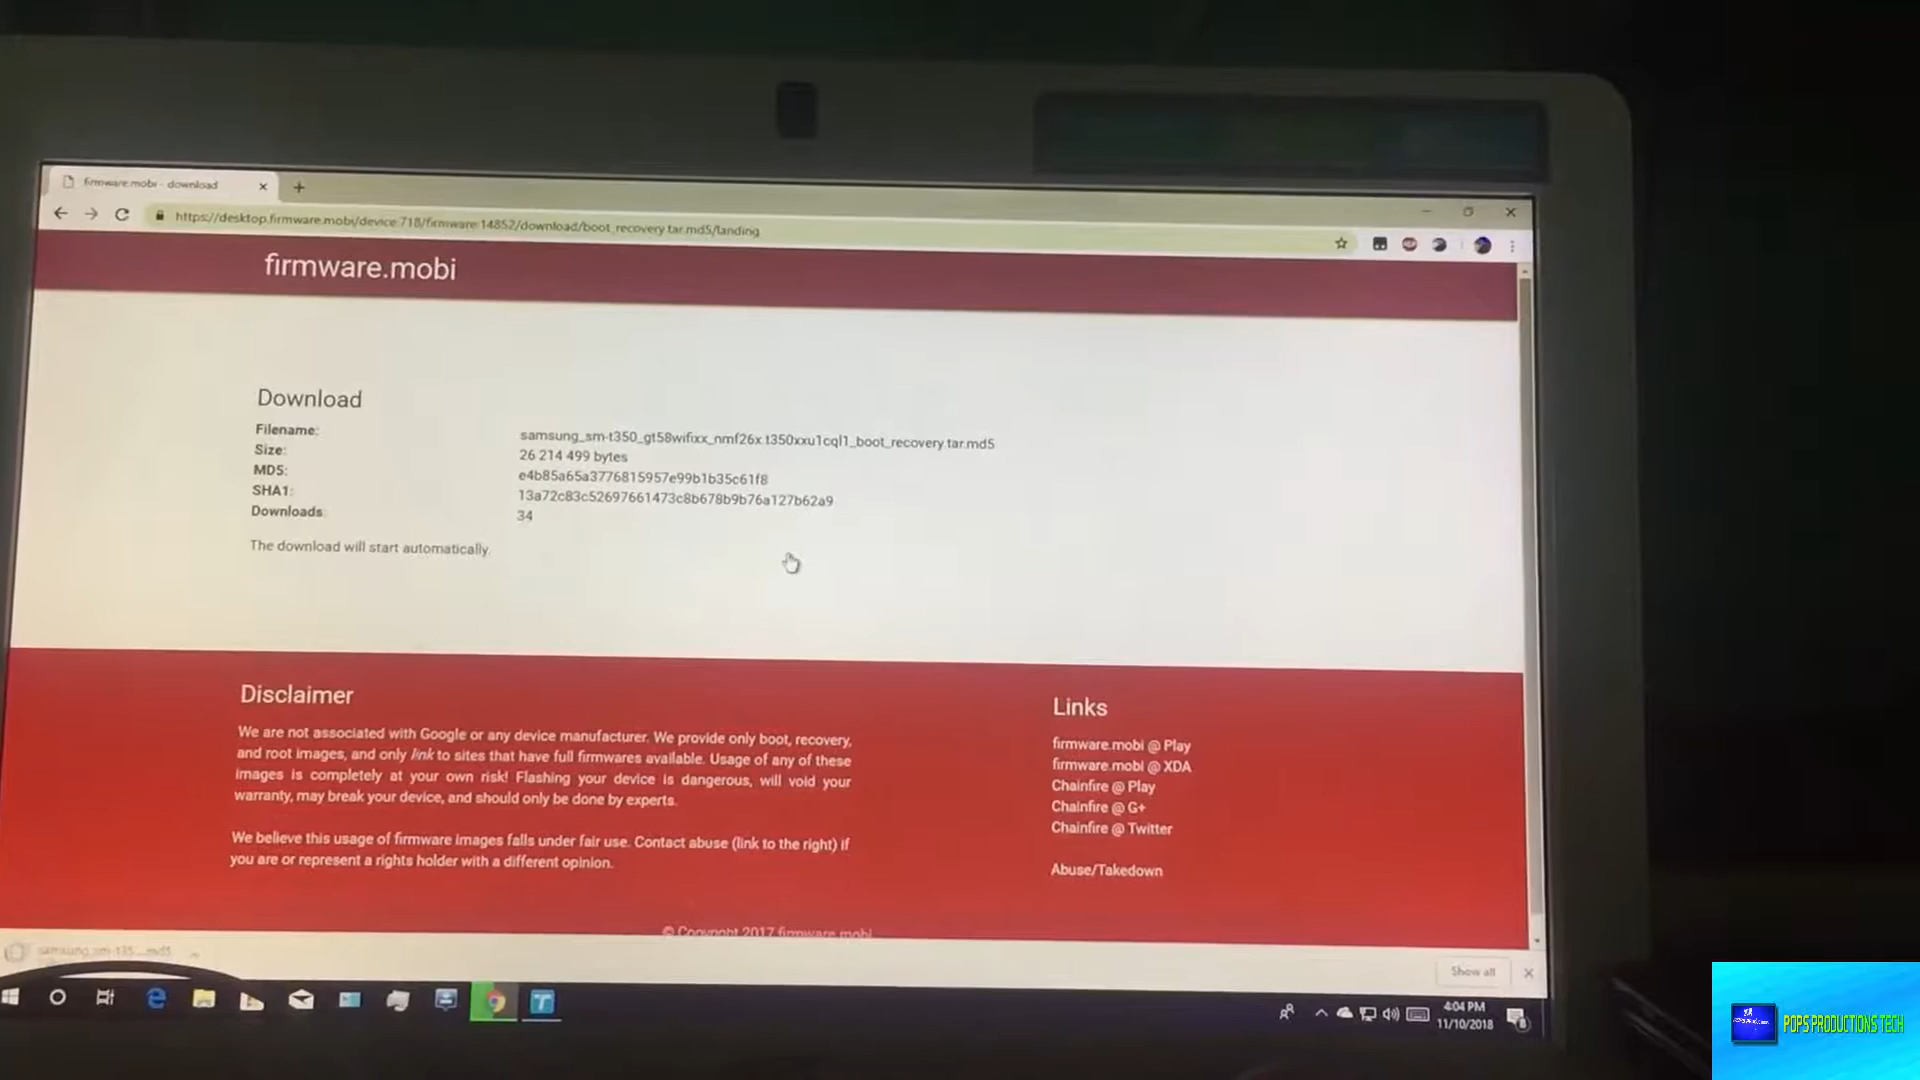 firmware.mobi - download
https://desktop.firmware.mobi/device:718/firmware:14852/download/boot_recovery.tar.md5/landing
firmware.mobi
Download
Filename: samsung_sm-t350_gt58wifixx_nmf26x.t350xxu1cql1_boot_recovery.tar.md5
Size: 26 214 499 bytes
MD5: e4b85a65a3776815957e99b1b35c61f8
SHA1: 13a72c83c52697661473c8b678b9b76a127b62a9
Downloads: 34
The download will start automatically.
Disclaimer
We are not associated with Google or any device manufacturer. We provide only boot, recovery,
and root images, and only link to sites that have full firmwares available. Usage of any of these
images is completely at your own risk! Flashing your device is dangerous, will void your
warranty, may break your device, and should only be done by experts.
We believe this usage of firmware images falls under fair use. Contact abuse (link to the right) if
you are or represent a rights holder with a different opinion.
Links
firmware.mobi @ Play
firmware.mobi @ XDA
Chainfire @ Play
Chainfire @ G+
Chainfire @ Twitter
Abuse/Takedown
© Copyright 2017 firmware.mobi
samsung_sm-t35....md5
Show all
4:04 PM
11/10/2018
POPS PRODUCTIONS TECH